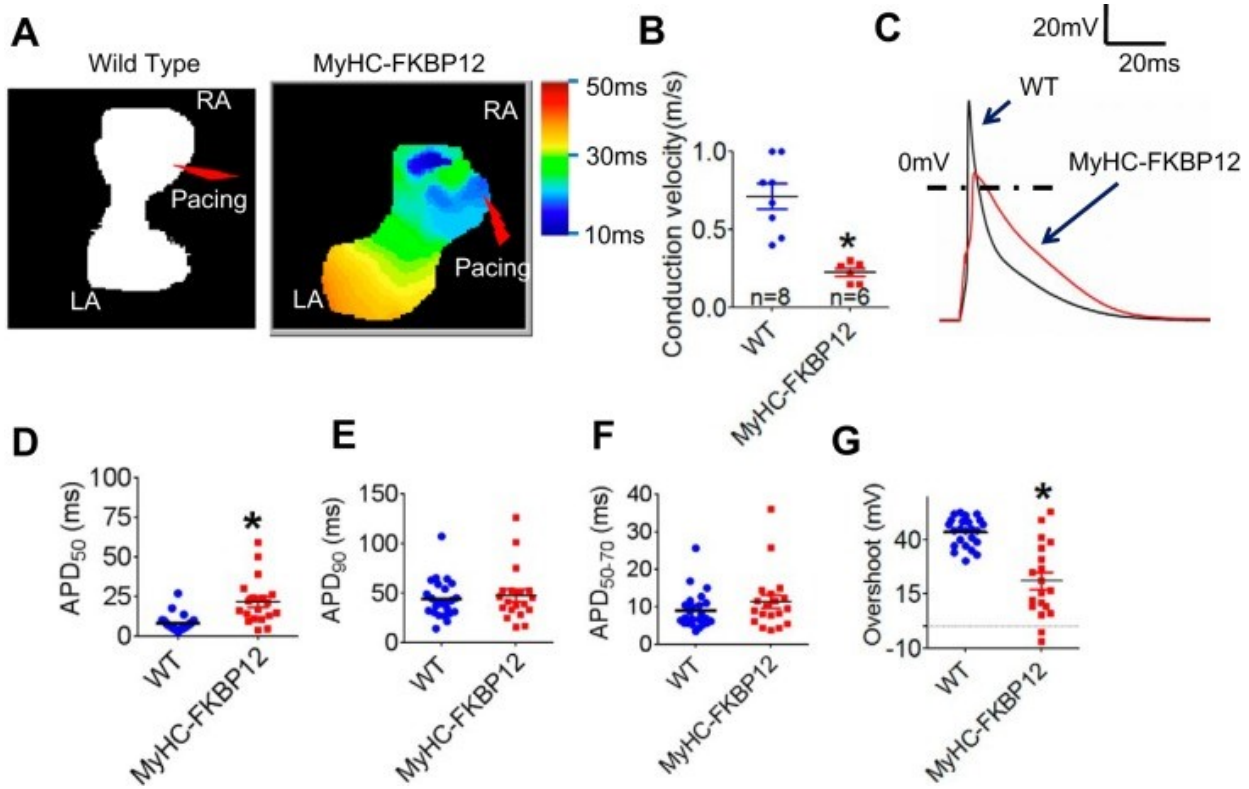 A
Wild Type
RA
Pacing
LA
MyHC-FKBP12
RA
Pacing
LA
50ms
30ms
10ms
B
Conduction velocity(m/s)
1.0
0.5
0.0
*
n=8
n=6
WT
MyHC-FKBP12
C
20mV
20ms
WT
0mV
MyHC-FKBP12
D
APD50 (ms)
100
75
50
25
0
*
WT
MyHC-FKBP12
E
APD90 (ms)
150
100
50
0
WT
MyHC-FKBP12
F
APD50-70 (ms)
40
30
20
10
0
WT
MyHC-FKBP12
G
Overshoot (mV)
40
15
-10
*
WT
MyHC-FKBP12